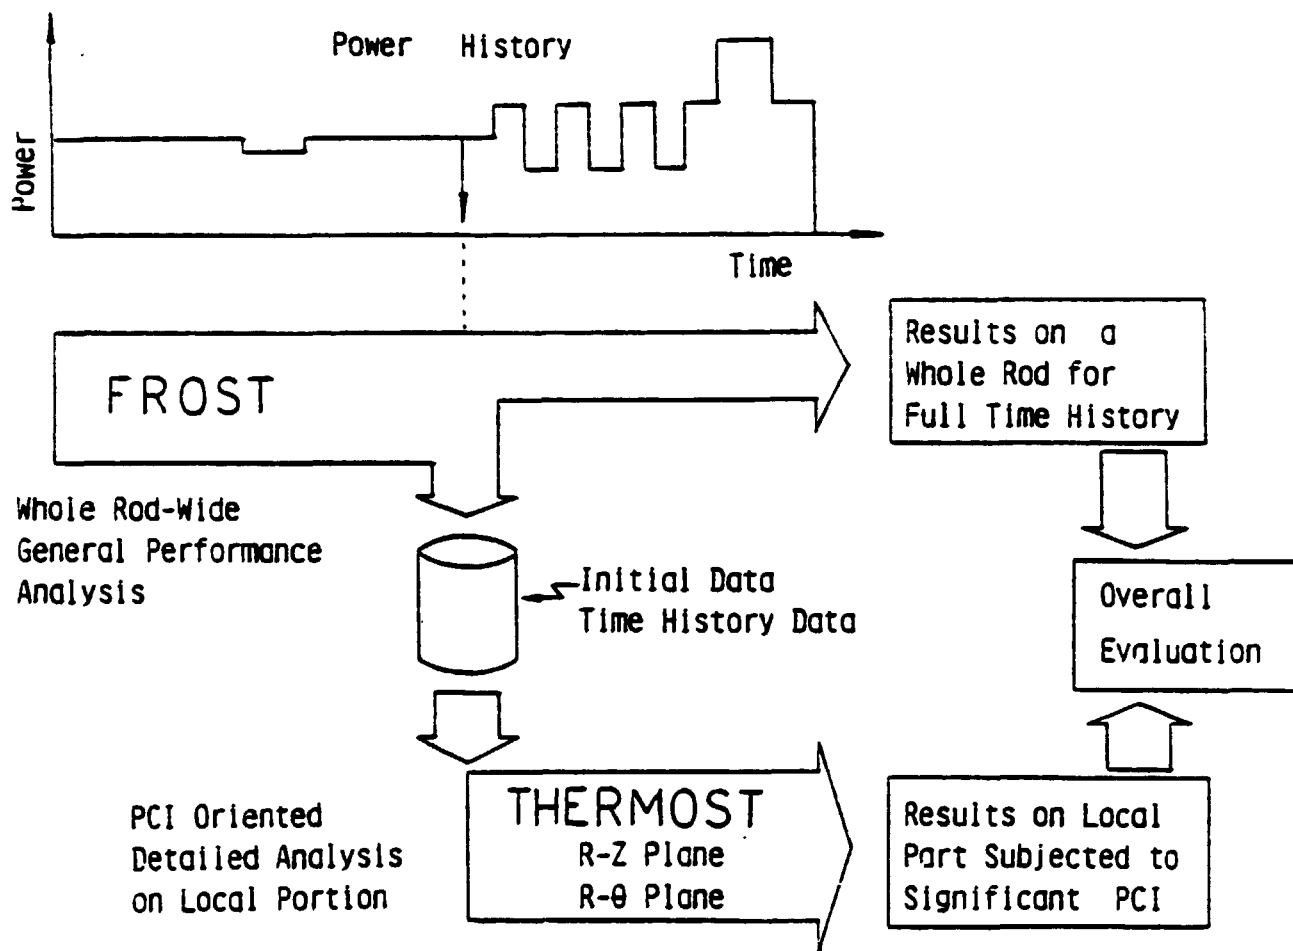 Power History
Power
Time
FROST
Results on a
Whole Rod for
Full Time History
Whole Rod-Wide
General Performance
Analysis
Initial Data
Time History Data
Overall
Evaluation
PCI Oriented
Detailed Analysis
on Local Portion
THERMOST
R-Z Plane
R-θ Plane
Results on Local
Part Subjected to
Significant PCI